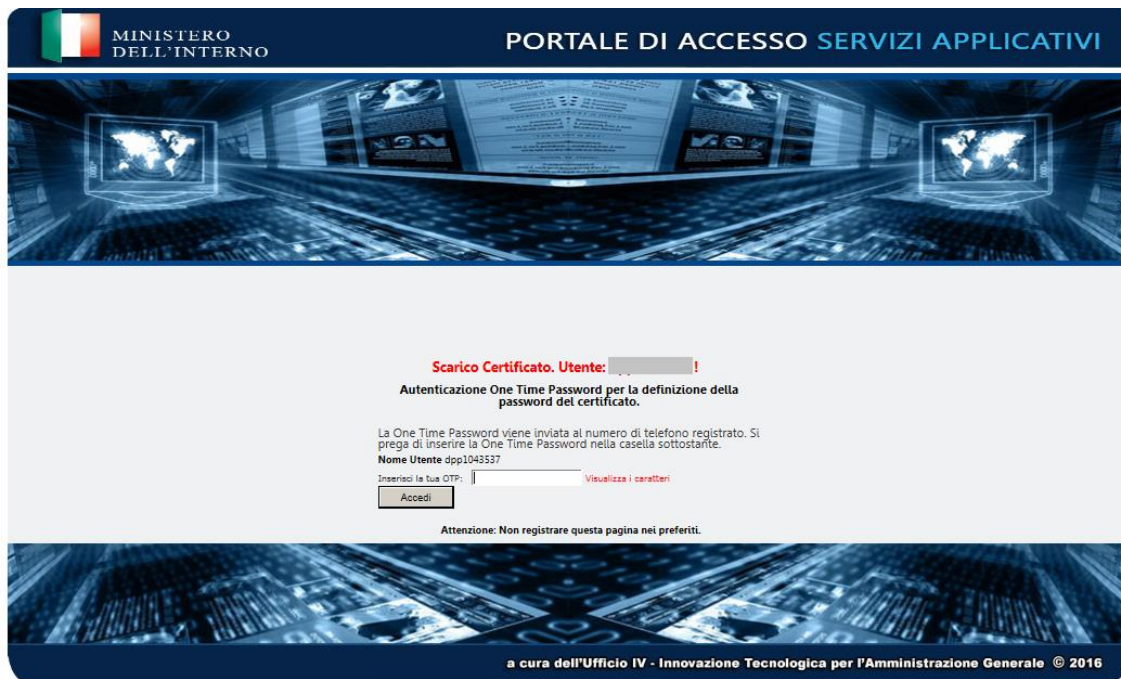 MINISTERO
DELL'INTERNO
PORTALE DI ACCESSO SERVIZI APPLICATIVI
Scarico Certificato. Utente: !
Autenticazione One Time Password per la definizione della
password del certificato.
La One Time Password viene inviata al numero di telefono registrato. Si
prega di inserire la One Time Password nella casella sottostante.
Nome Utente dpp1043537
Inserisci la tua OTP: Visualizza i caratteri
Accedi
Attenzione: Non registrare questa pagina nei preferiti.
a cura dell'Ufficio IV - Innovazione Tecnologica per l'Amministrazione Generale © 2016